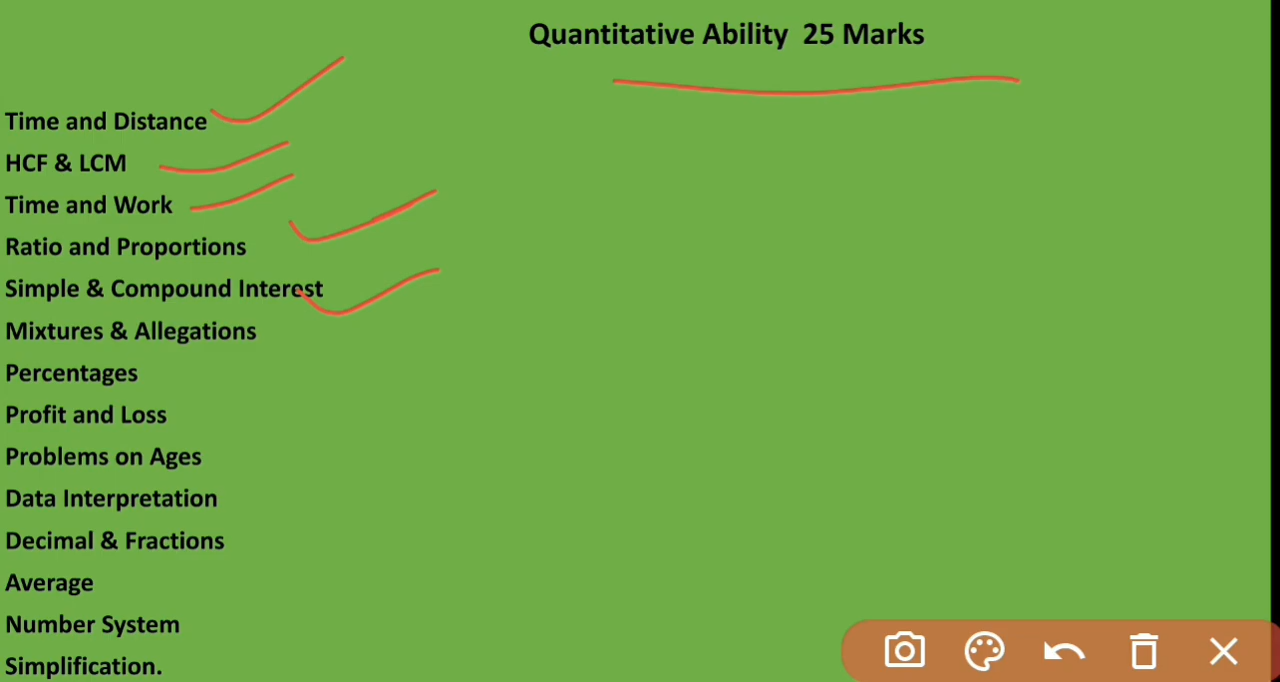 Quantitative Ability 25 Marks
Time and Distance
HCF & LCM
Time and Work
Ratio and Proportions
Simple & Compound Interest
Mixtures & Allegations
Percentages
Profit and Loss
Problems on Ages
Data Interpretation
Decimal & Fractions
Average
Number System
Simplification.